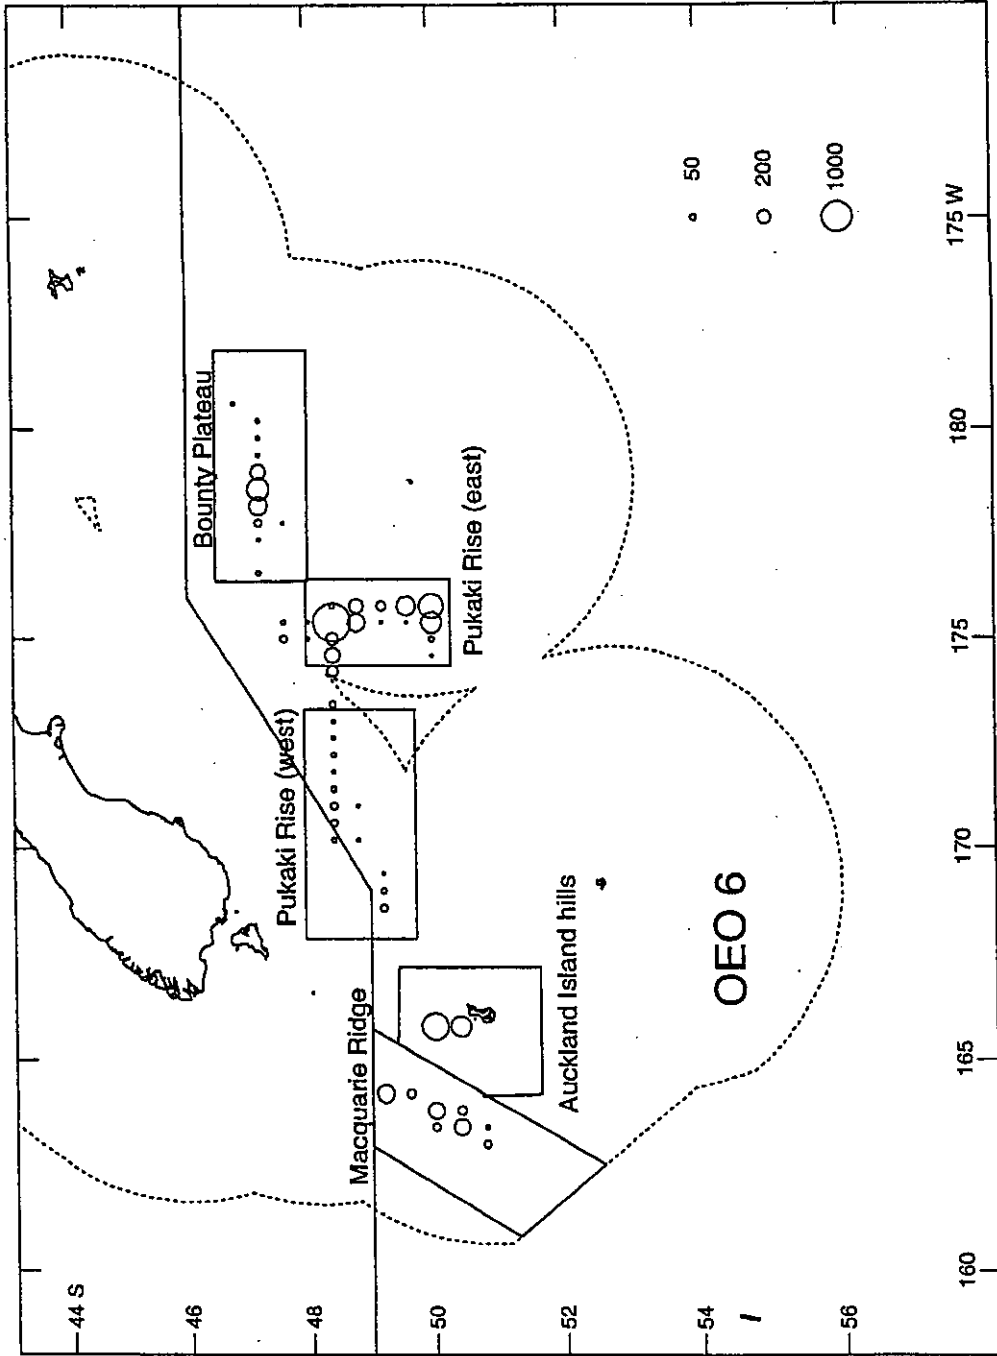 44 S
46
48
50
52
54
56
160
165
170
175
180
175 W
Bounty Plateau
Pukaki Rise (east)
Pukaki Rise (west)
Macquarie Ridge
Auckland Island hills
OEO 6
50
200
1000